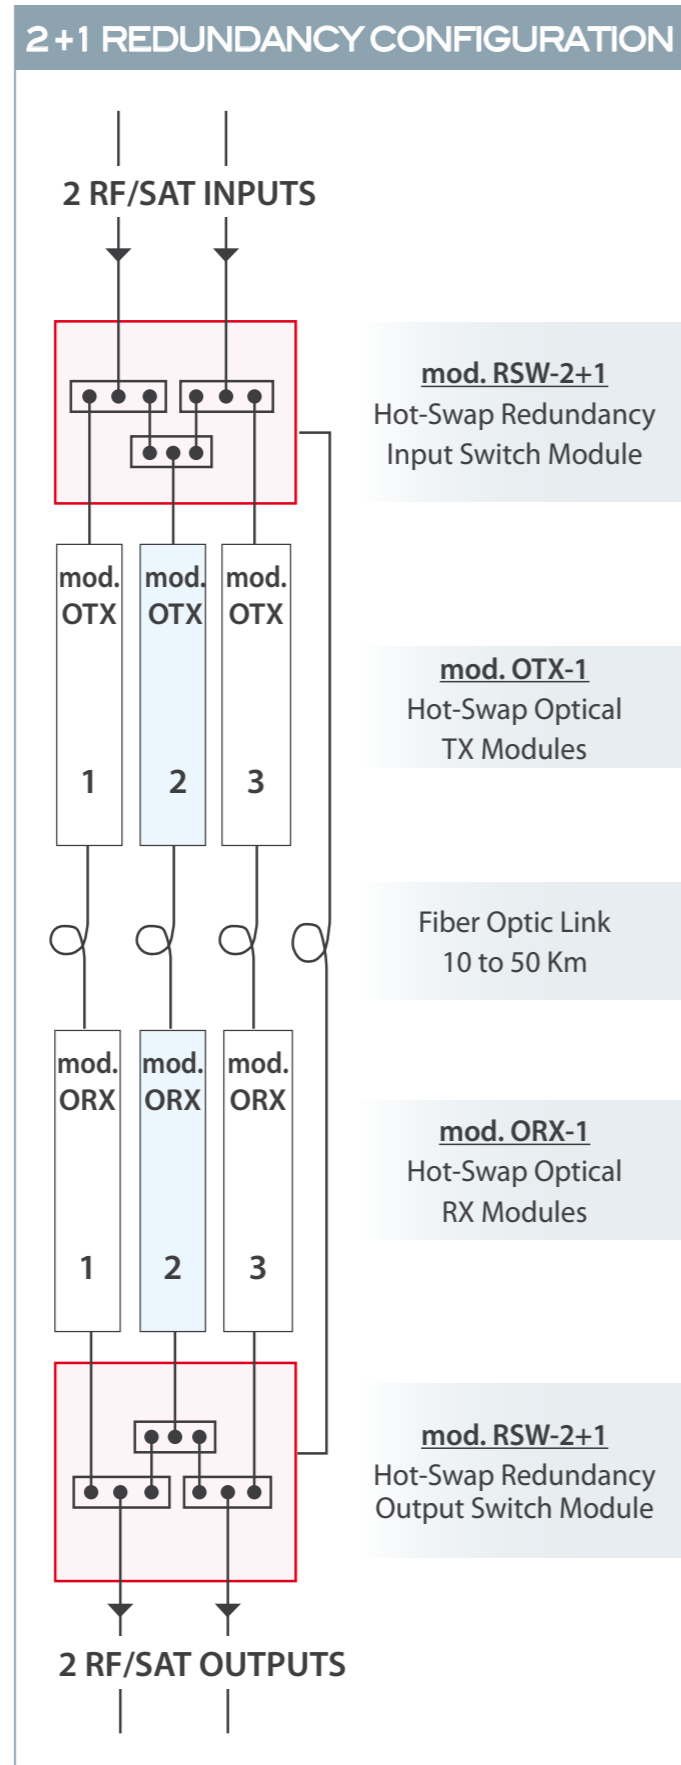 2+1 REDUNDANCY CONFIGURATION
2 RF/SAT INPUTS
mod. RSW-2+1
Hot-Swap Redundancy
Input Switch Module
mod. mod. mod.
OTX OTX OTX
1 2 3
mod. OTX-1
Hot-Swap Optical
TX Modules
Fiber Optic Link
10 to 50 Km
mod. mod. mod.
ORX ORX ORX
1 2 3
mod. ORX-1
Hot-Swap Optical
RX Modules
mod. RSW-2+1
Hot-Swap Redundancy
Output Switch Module
2 RF/SAT OUTPUTS